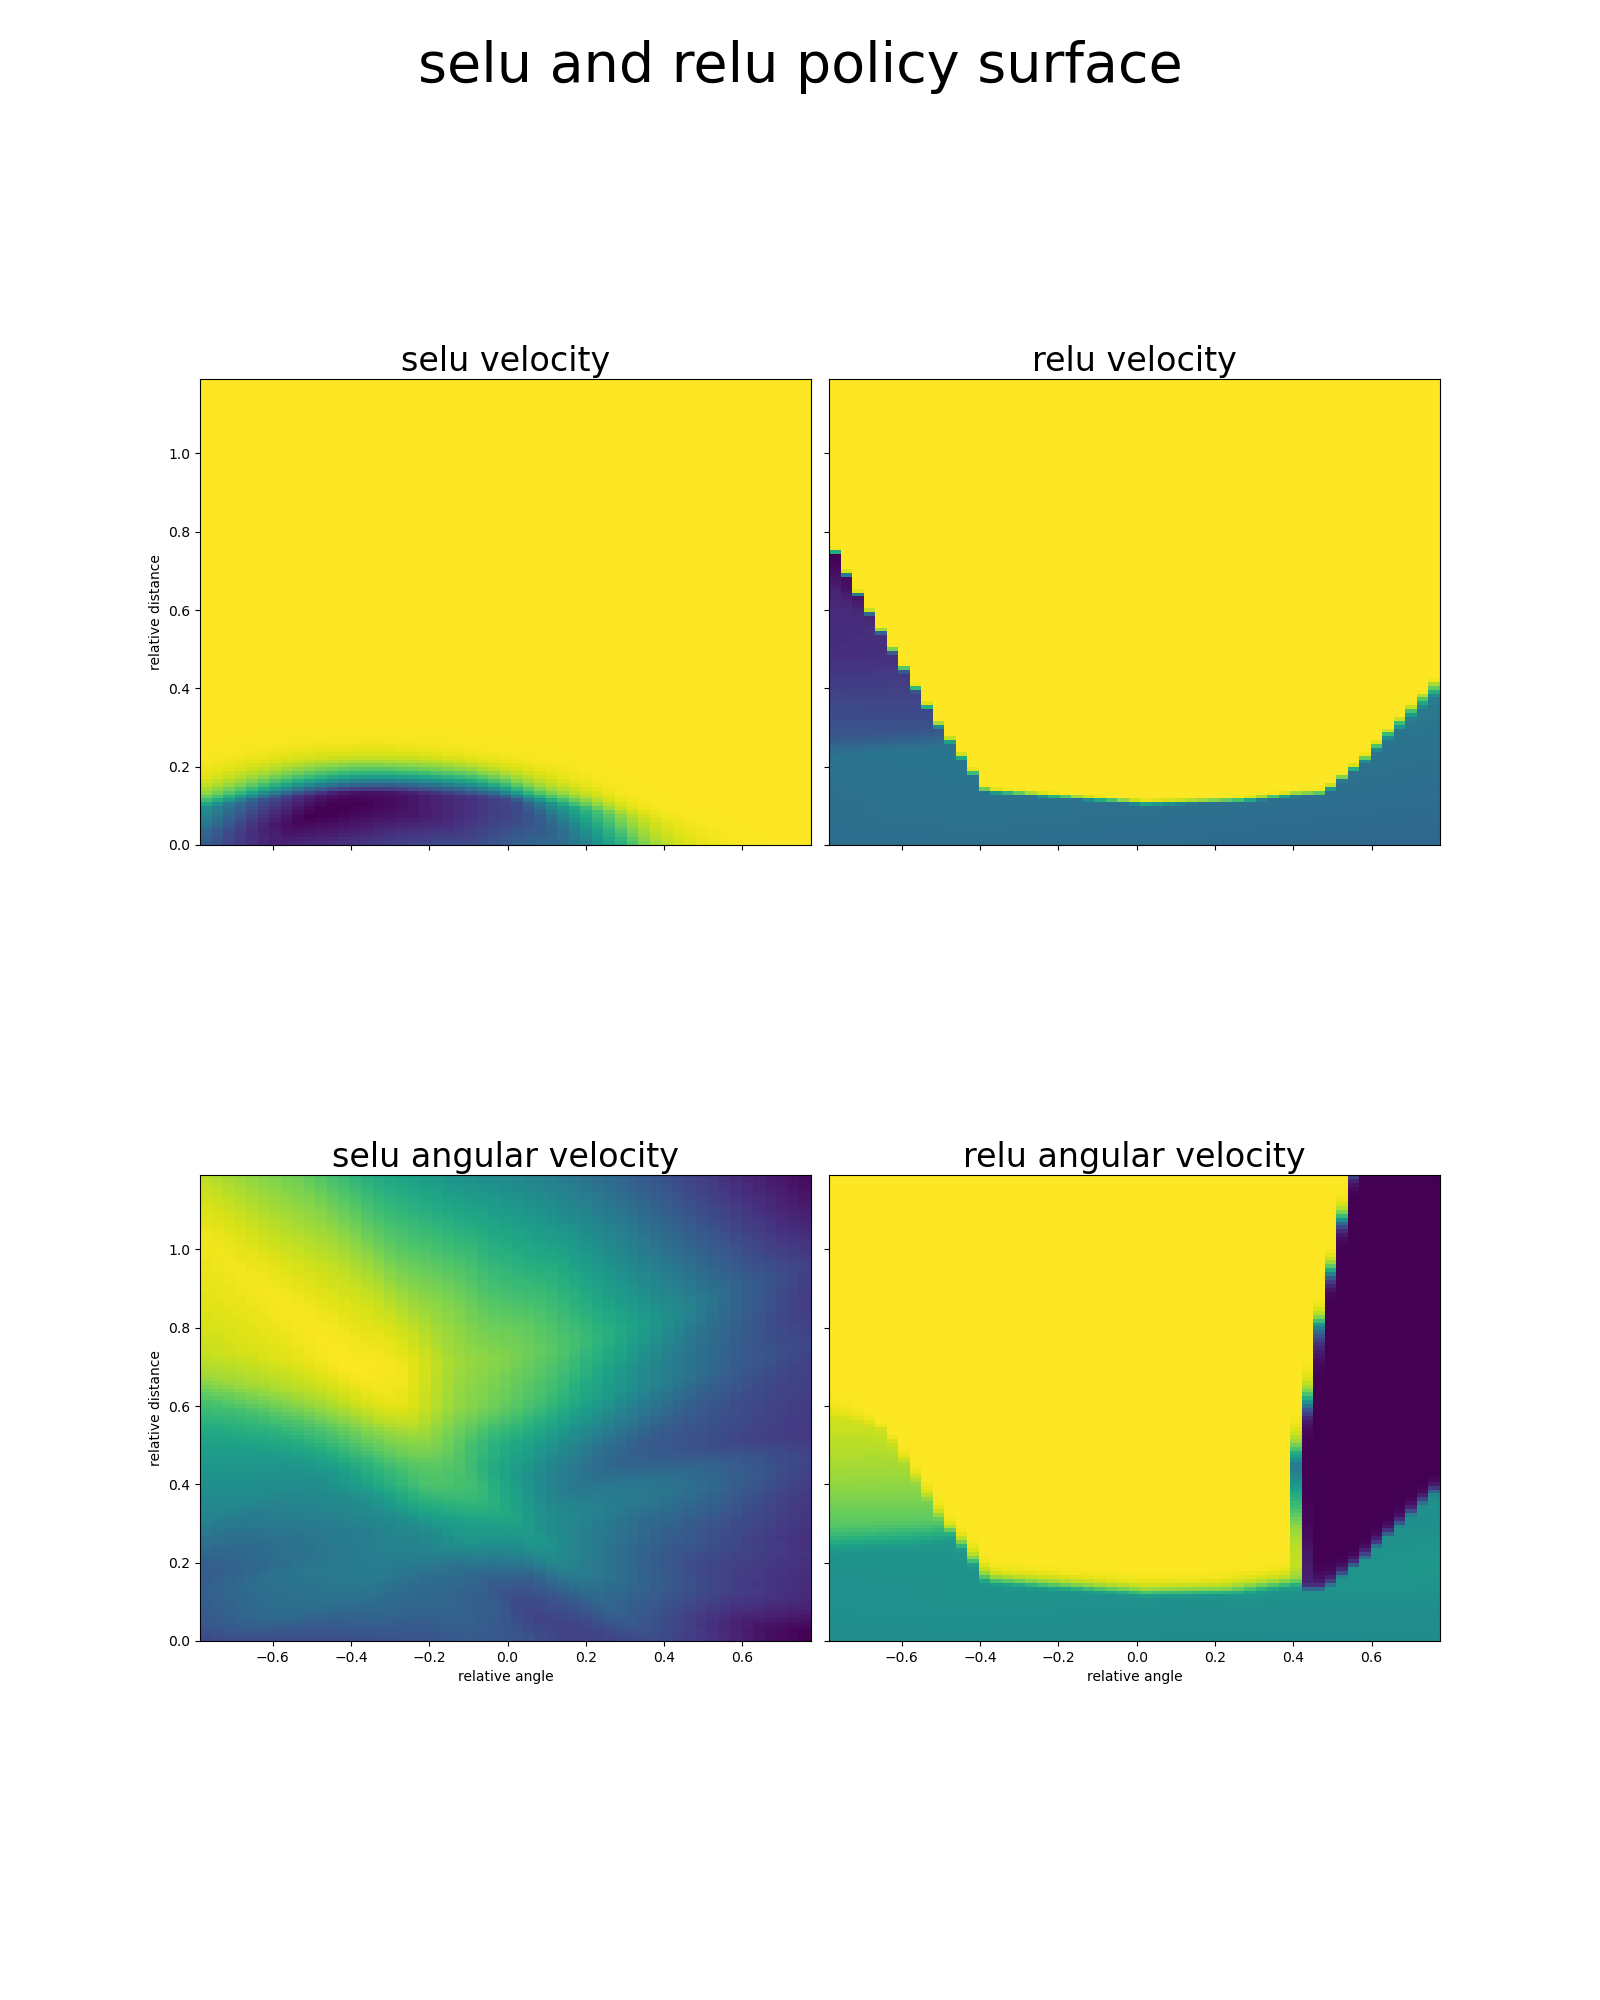 selu and relu policy surface
selu velocity
relu velocity
1.0
0.8
0.6
0.4
0.2
0.0
relative distance
selu angular velocity
relu angular velocity
1.0
0.8
0.6
0.4
0.2
0.0
relative distance
−0.6 −0.4 −0.2 0.0 0.2 0.4 0.6
relative angle
−0.6 −0.4 −0.2 0.0 0.2 0.4 0.6
relative angle